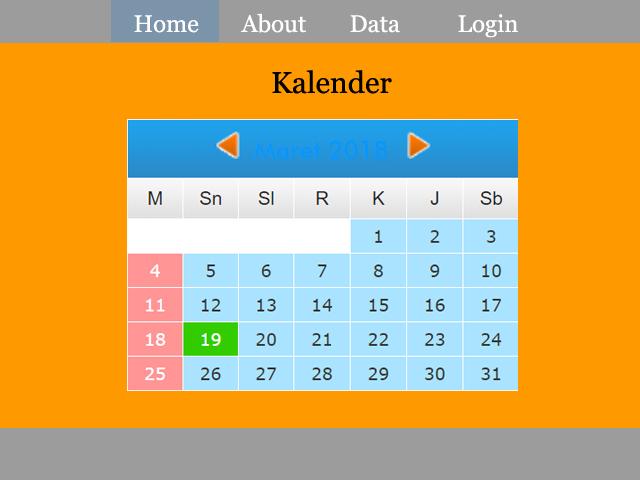 Home About Data Login
Kalender
Maret 2018
M Sn Sl R K J Sb
1 2 3
4 5 6 7 8 9 10
11 12 13 14 15 16 17
18 19 20 21 22 23 24
25 26 27 28 29 30 31